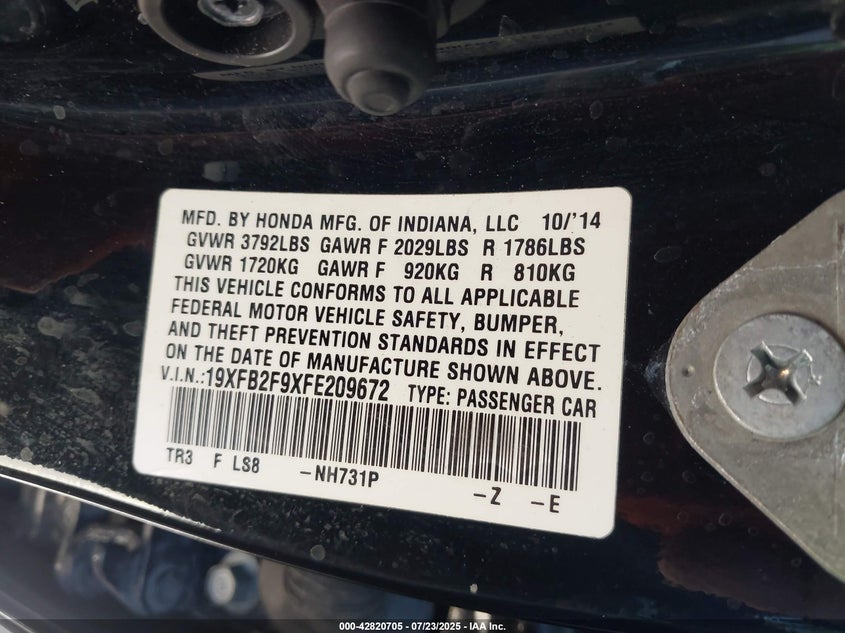 MFD. BY HONDA MFG. OF INDIANA, LLC 10/'14
GVWR 3792LBS GAWR F 2029LBS R 1786LBS
GVWR 1720KG GAWR F 920KG R 810KG
THIS VEHICLE CONFORMS TO ALL APPLICABLE
FEDERAL MOTOR VEHICLE SAFETY, BUMPER,
AND THEFT PREVENTION STANDARDS IN EFFECT
ON THE DATE OF MANUFACTURE SHOWN ABOVE.
V.I.N.:19XFB2F9XFE209672 TYPE: PASSENGER CAR
TR3 F LS8 -NH731P -Z -E
000-42820705 - 07/23/2025 - IAA Inc.